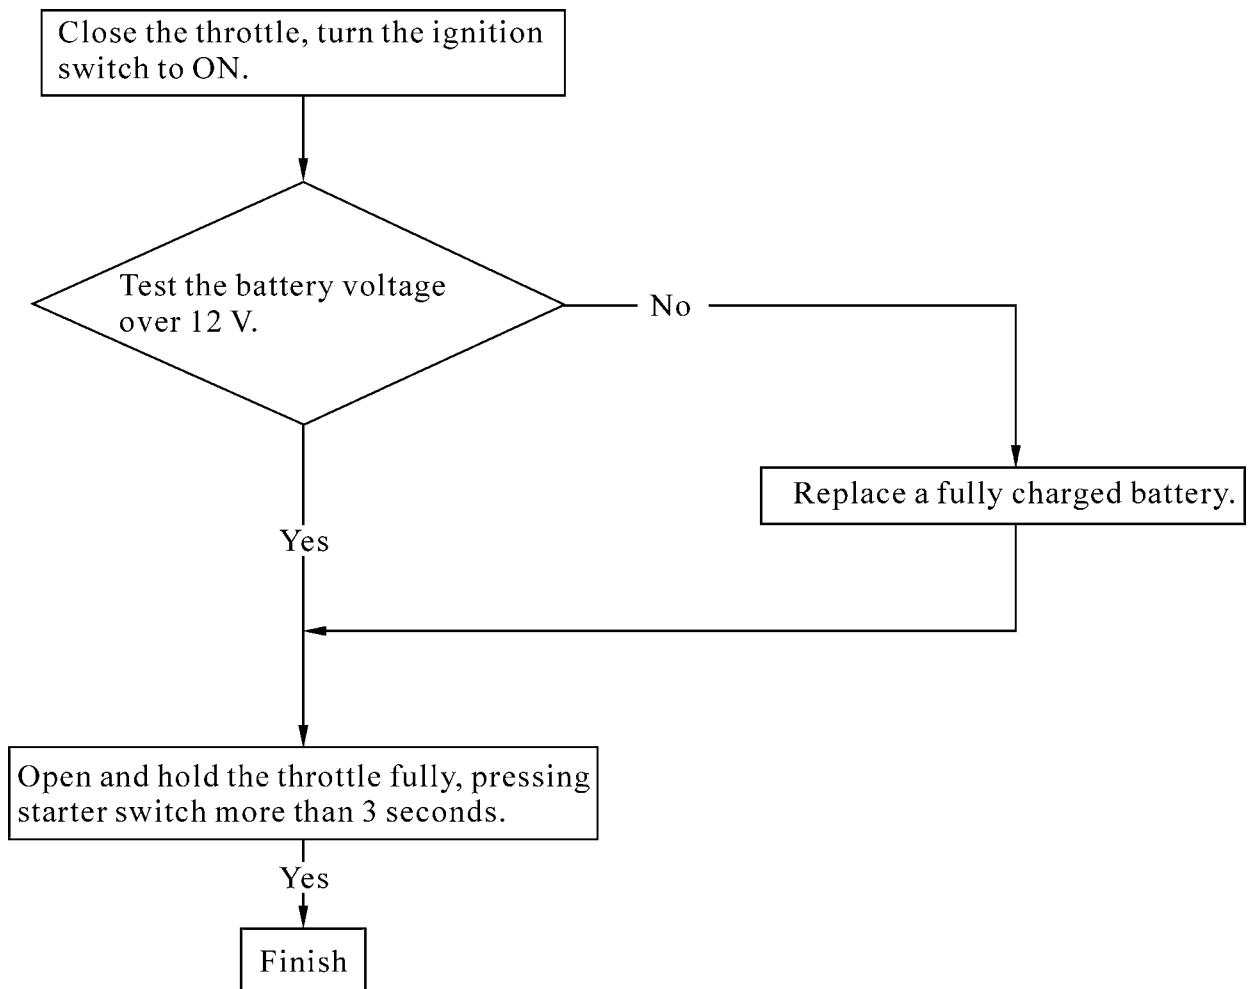 Close the throttle, turn the ignition
switch to ON.
Test the battery voltage
over 12 V.
No
Replace a fully charged battery.
Yes
Open and hold the throttle fully, pressing
starter switch more than 3 seconds.
Yes
Finish